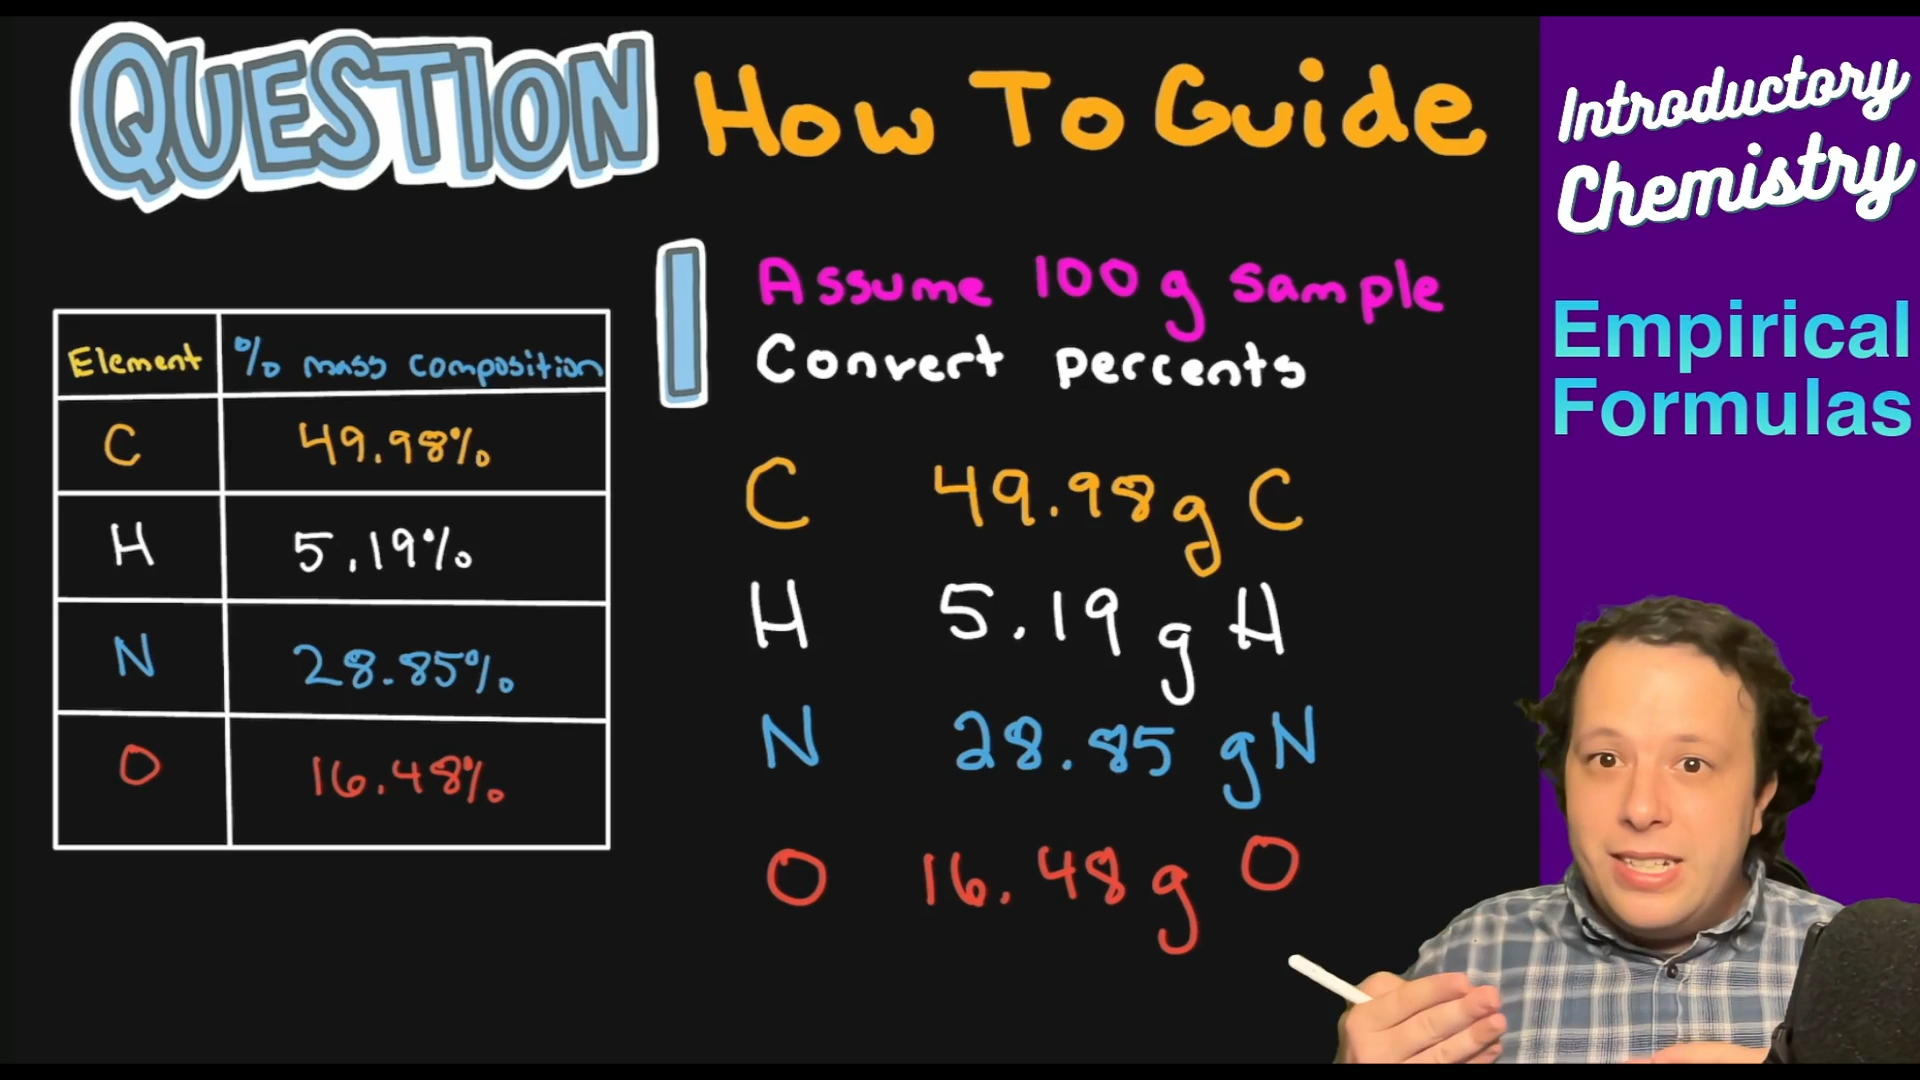 QUESTION How To Guide
Introductory
Chemistry
Empirical
Formulas
Assume 100 g sample
Convert percents
Element % mass composition
C 49.98%
H 5.19%
N 28.85%
O 16.48%
C 49.98 g C
H 5.19 g H
N 28.85 g N
O 16.48 g O